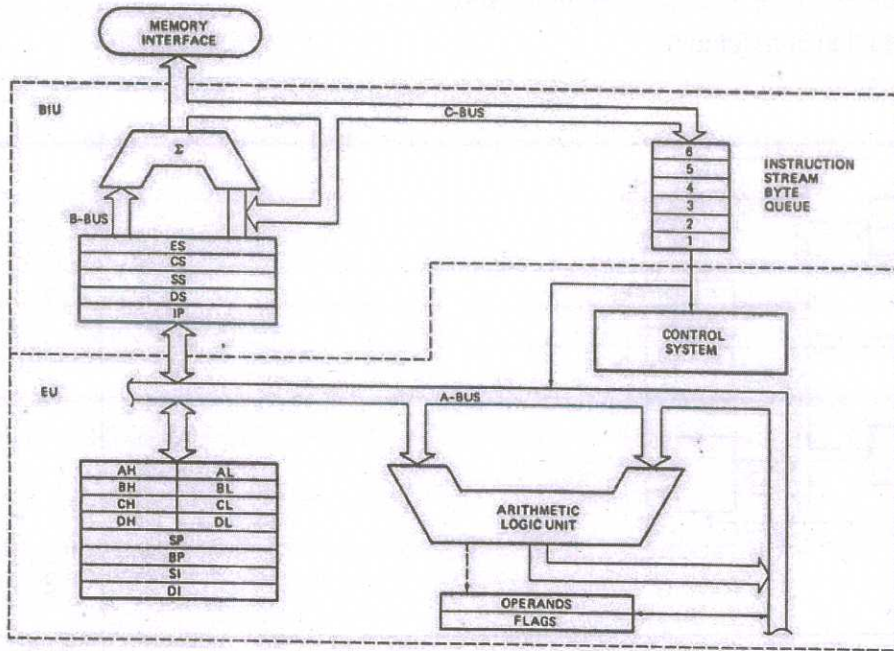 MEMORY
INTERFACE
BIU
C-BUS
Σ
B-BUS
6
5
4
3
2
1
INSTRUCTION
STREAM
BYTE
QUEUE
ES
CS
SS
DS
IP
CONTROL
SYSTEM
EU
A-BUS
AH AL
BH BL
CH CL
DH DL
SP
BP
SI
DI
ARITHMETIC
LOGIC UNIT
OPERANDS
FLAGS